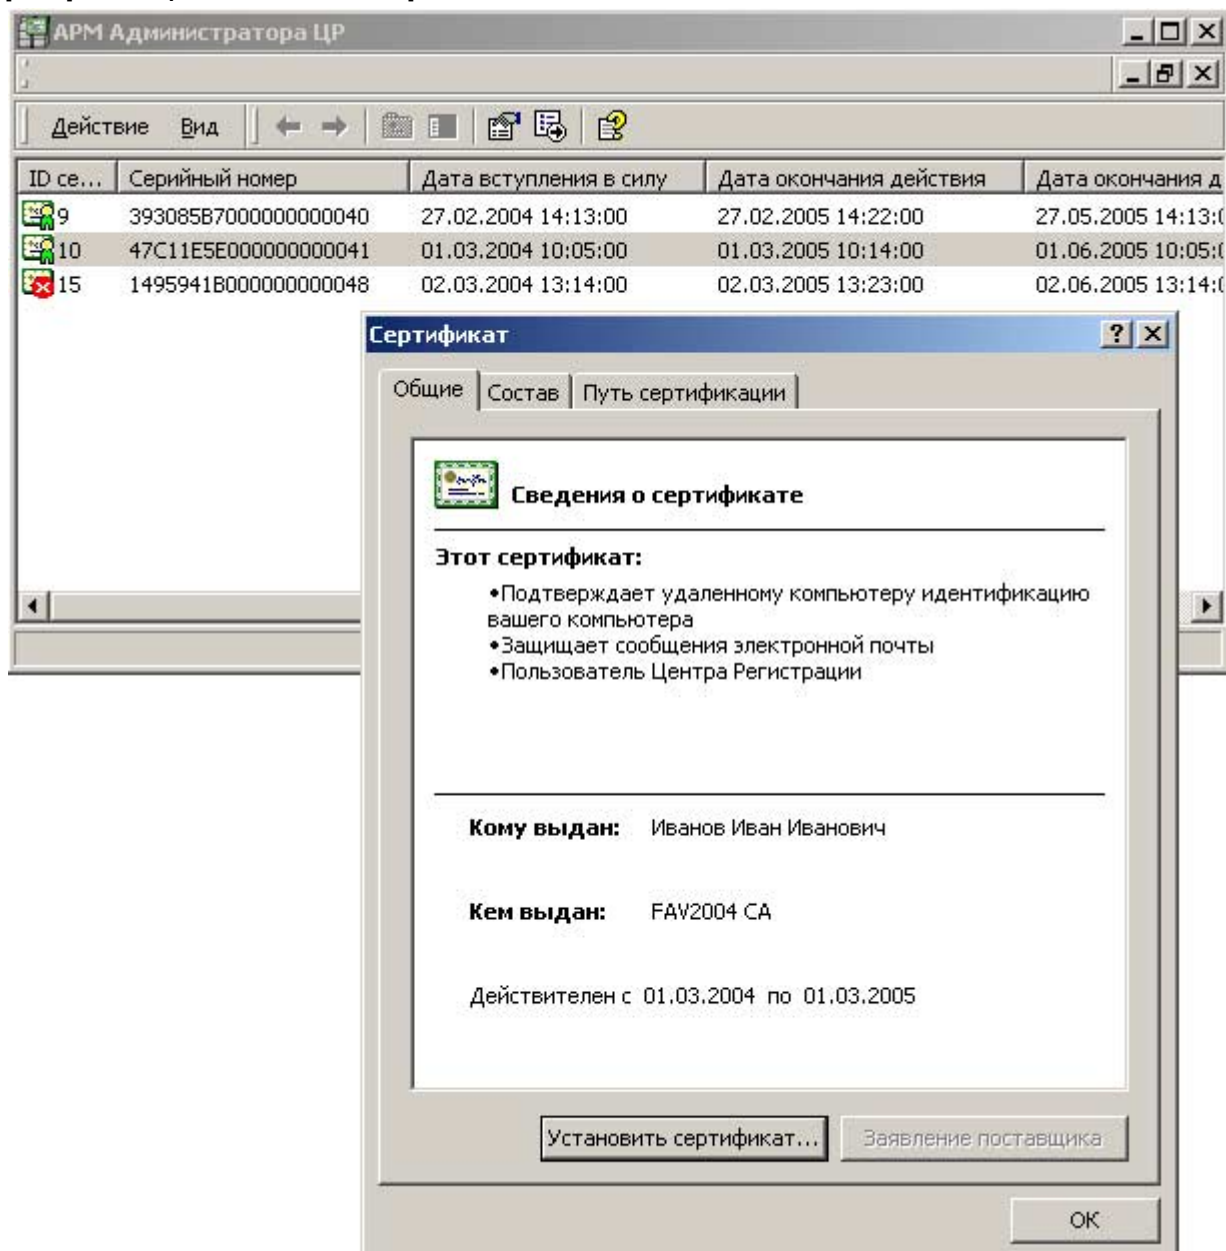 АРМ Администратора ЦР
Действие Вид
ID се... Серийный номер Дата вступления в силу Дата окончания действия Дата окончания д
9 393085B7000000000040 27.02.2004 14:13:00 27.02.2005 14:22:00 27.05.2005 14:13:
10 47C11E5E000000000041 01.03.2004 10:05:00 01.03.2005 10:14:00 01.06.2005 10:05:
15 1495941B000000000048 02.03.2004 13:14:00 02.03.2005 13:23:00 02.06.2005 13:14:
Сертификат
Общие Состав Путь сертификации
Сведения о сертификате
Этот сертификат:
•Подтверждает удаленному компьютеру идентификацию
вашего компьютера
•Защищает сообщения электронной почты
•Пользователь Центра Регистрации
Кому выдан: Иванов Иван Иванович
Кем выдан: FAV2004 CA
Действителен с 01.03.2004 по 01.03.2005
Установить сертификат... Заявление поставщика
ОК